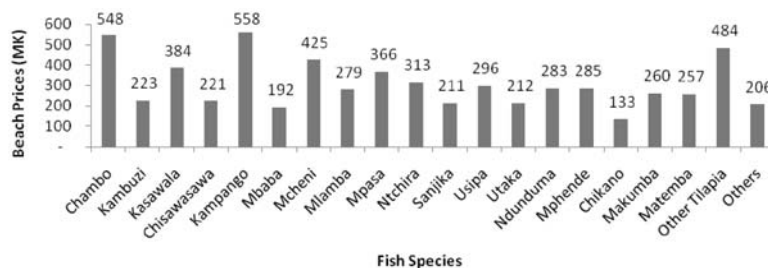 Beach Prices (MK)
600
500
400
300
200
100
-
548
223
384
221
558
192
425
279
366
313
211
296
212
283
285
133
260
257
484
206
Chambo
Kambuzi
Kasawala
Chisawasawa
Kampango
Mbaba
Mcheni
Mlamba
Mpasa
Ntchira
Sanjika
Usipa
Utaka
Ndunduma
Mphende
Chikano
Makumba
Matemba
Other Tilapia
Others
Fish Species